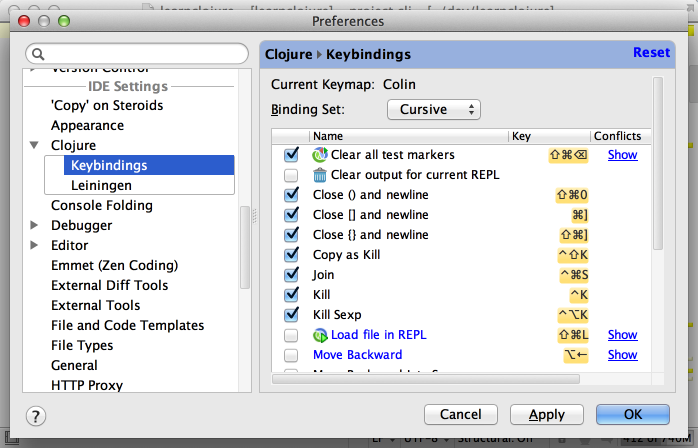 Preferences
Clojure ▸ Keybindings Reset
Current Keymap: Colin
Binding Set: Cursive
Version Control
IDE Settings
'Copy' on Steroids
Appearance
Clojure
Keybindings
Leiningen
Console Folding
Debugger
Editor
Emmet (Zen Coding)
External Diff Tools
External Tools
File and Code Templates
File Types
General
HTTP Proxy
Name Key Conflicts
Clear all test markers ⇧⌘⌫ Show
Clear output for current REPL
Close () and newline ⇧⌘0
Close [] and newline ⌘]
Close {} and newline ⇧⌘]
Copy as Kill ^⇧K
Join ^⌘S
Kill ^K
Kill Sexp ^⌥K
Load file in REPL ⇧⌘L Show
Move Backward ⌥← Show
? Cancel Apply OK